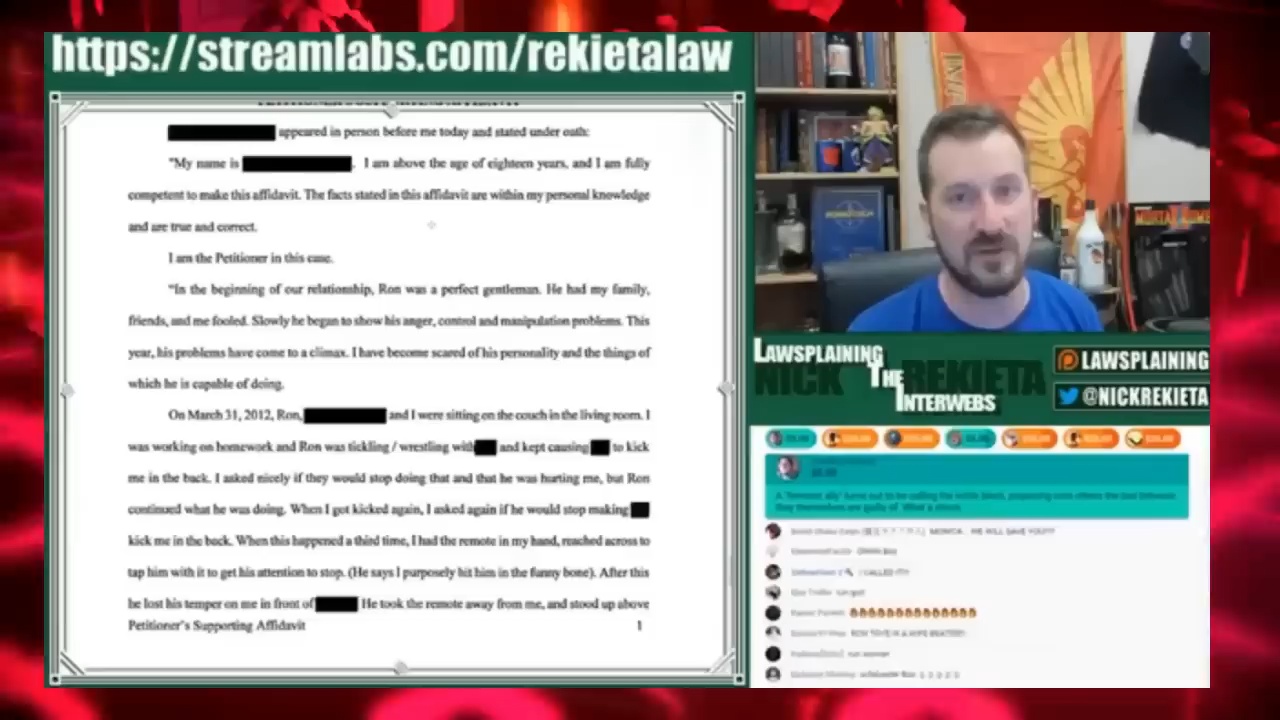 https://streamlabs.com/rekietalaw
appeared in person before me today and stated under oath:
"My name is . I am above the age of eighteen years, and I am fully
competent to make this affidavit. The facts stated in this affidavit are within my personal knowledge
and are true and correct.
I am the Petitioner in this case.
"In the beginning of our relationship, Ron was a perfect gentleman. He had my family,
friends, and me fooled. Slowly he began to show his anger, control and manipulation problems. This
year, his problems have come to a climax. I have become scared of his personality and the things of
which he is capable of doing.
On March 31, 2012, Ron, and I were sitting on the couch in the living room. I
was working on homework and Ron was tickling / wrestling with and kept causing to kick
me in the back. I asked nicely if they would stop doing that and that he was hurting me, but Ron
continued what he was doing. When I got kicked again, I asked again if he would stop making
kick me in the back. When this happened a third time, I had the remote in my hand, reached across to
tap him with it to get his attention to stop. (He says I purposely hit him in the funny bone). After this
he lost his temper on me in front of He took the remote away from me, and stood up above
Petitioner's Supporting Affidavit 1
LAWSPLAINING
THE
INTERWEBS
NICK REKIETA
LAWSPLAINING
@NICKREKIETA